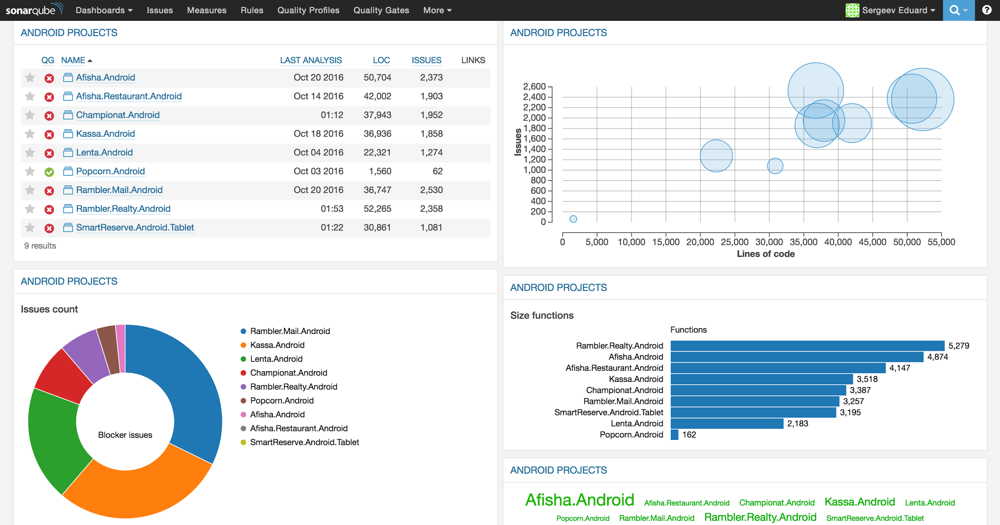 sonarqube Dashboards Issues Measures Rules Quality Profiles Quality Gates More Sergeev Eduard ?
ANDROID PROJECTS
QG NAME LAST ANALYSIS LOC ISSUES LINKS
Afisha.Android Oct 20 2016 50,704 2,373
Afisha.Restaurant.Android Oct 14 2016 42,002 1,903
Championat.Android 01:12 37,943 1,952
Kassa.Android Oct 18 2016 36,936 1,858
Lenta.Android Oct 04 2016 22,321 1,274
Popcorn.Android Oct 03 2016 1,560 62
Rambler.Mail.Android Oct 20 2016 36,747 2,530
Rambler.Realty.Android 01:53 52,265 2,358
SmartReserve.Android.Tablet 01:22 30,861 1,081
9 results
ANDROID PROJECTS
2,600
2,400
2,200
2,000
1,800
1,600
1,400
1,200
1,000
800
600
400
200
0
Issues
0 5,000 10,000 15,000 20,000 25,000 30,000 35,000 40,000 45,000 50,000 55,000
Lines of code
ANDROID PROJECTS
Issues count
Blocker issues
Rambler.Mail.Android
Kassa.Android
Lenta.Android
Championat.Android
Rambler.Realty.Android
Popcorn.Android
Afisha.Android
Afisha.Restaurant.Android
SmartReserve.Android.Tablet
ANDROID PROJECTS
Size functions
Functions
Rambler.Realty.Android 5,279
Afisha.Android 4,874
Afisha.Restaurant.Android 4,147
Kassa.Android 3,518
Championat.Android 3,387
Rambler.Mail.Android 3,257
SmartReserve.Android.Tablet 3,195
Lenta.Android 2,183
Popcorn.Android 162
ANDROID PROJECTS
Afisha.Android Afisha.Restaurant.Android Championat.Android Kassa.Android Lenta.Android
Popcorn.Android Rambler.Mail.Android Rambler.Realty.Android SmartReserve.Android.Tablet